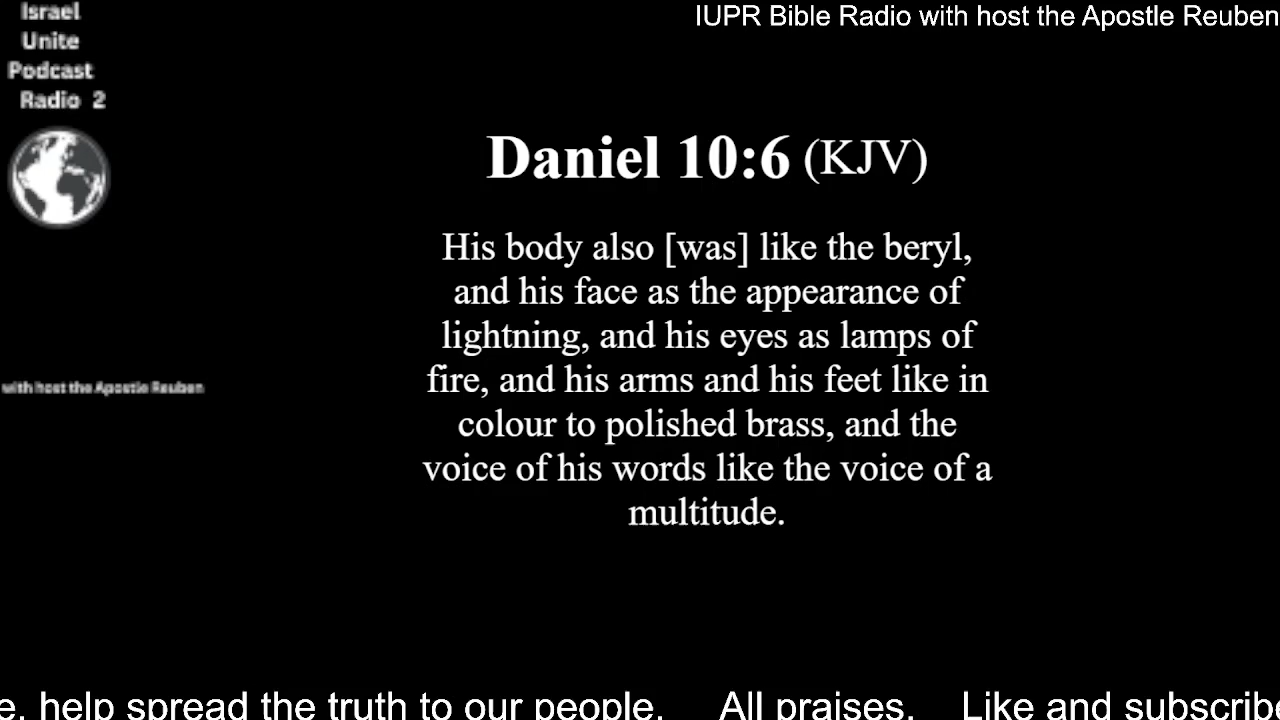 Israel
Unite
Podcast
Radio 2
IUPR Bible Radio with host the Apostle Reuben
Daniel 10:6 (KJV)
His body also [was] like the beryl,
and his face as the appearance of
lightning, and his eyes as lamps of
fire, and his arms and his feet like in
colour to polished brass, and the
voice of his words like the voice of a
multitude.
with host the Apostle Reuben
e, help spread the truth to our people. All praises. Like and subscribe